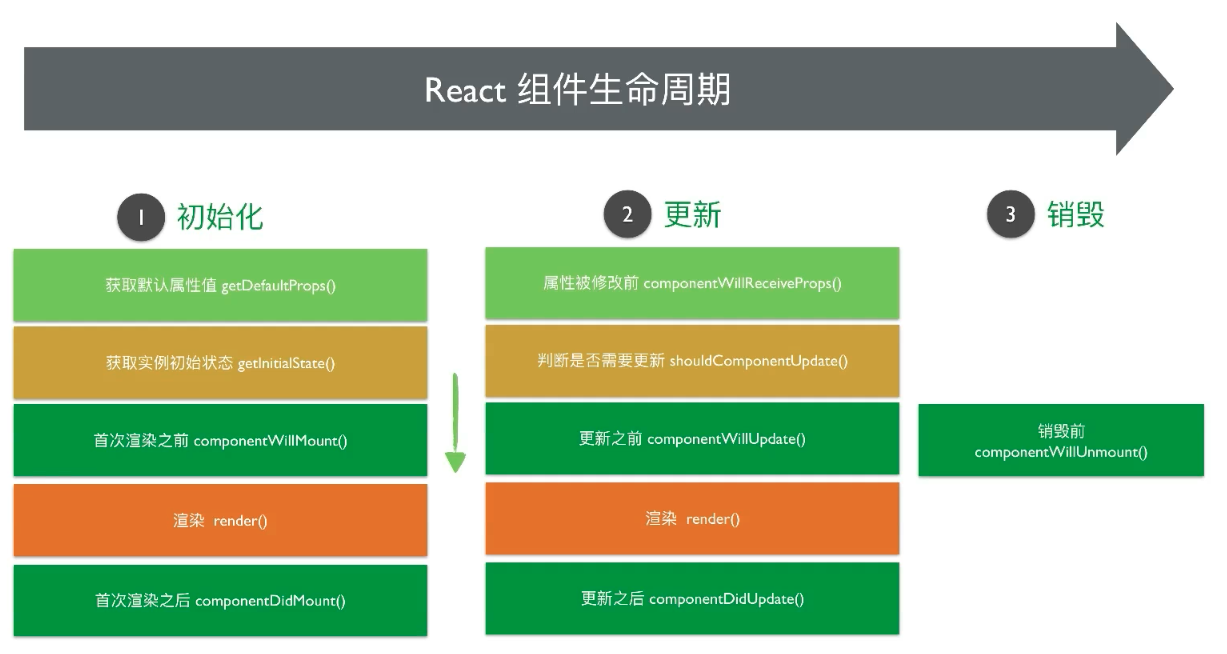 React 组件生命周期
1 初始化
获取默认属性值 getDefaultProps()
获取实例初始状态 getInitialState()
首次渲染之前 componentWillMount()
渲染 render()
首次渲染之后 componentDidMount()
2 更新
属性被修改前 componentWillReceiveProps()
判断是否需要更新 shouldComponentUpdate()
更新之前 componentWillUpdate()
渲染 render()
更新之后 componentDidUpdate()
3 销毁
销毁前
componentWillUnmount()